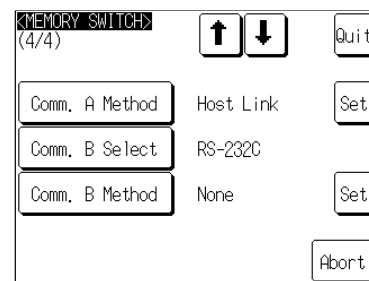 <MEMORY SWITCH>
(4/4)
Quit
Comm. A Method Host Link Set
Comm. B Select RS-232C
Comm. B Method None Set
Abort